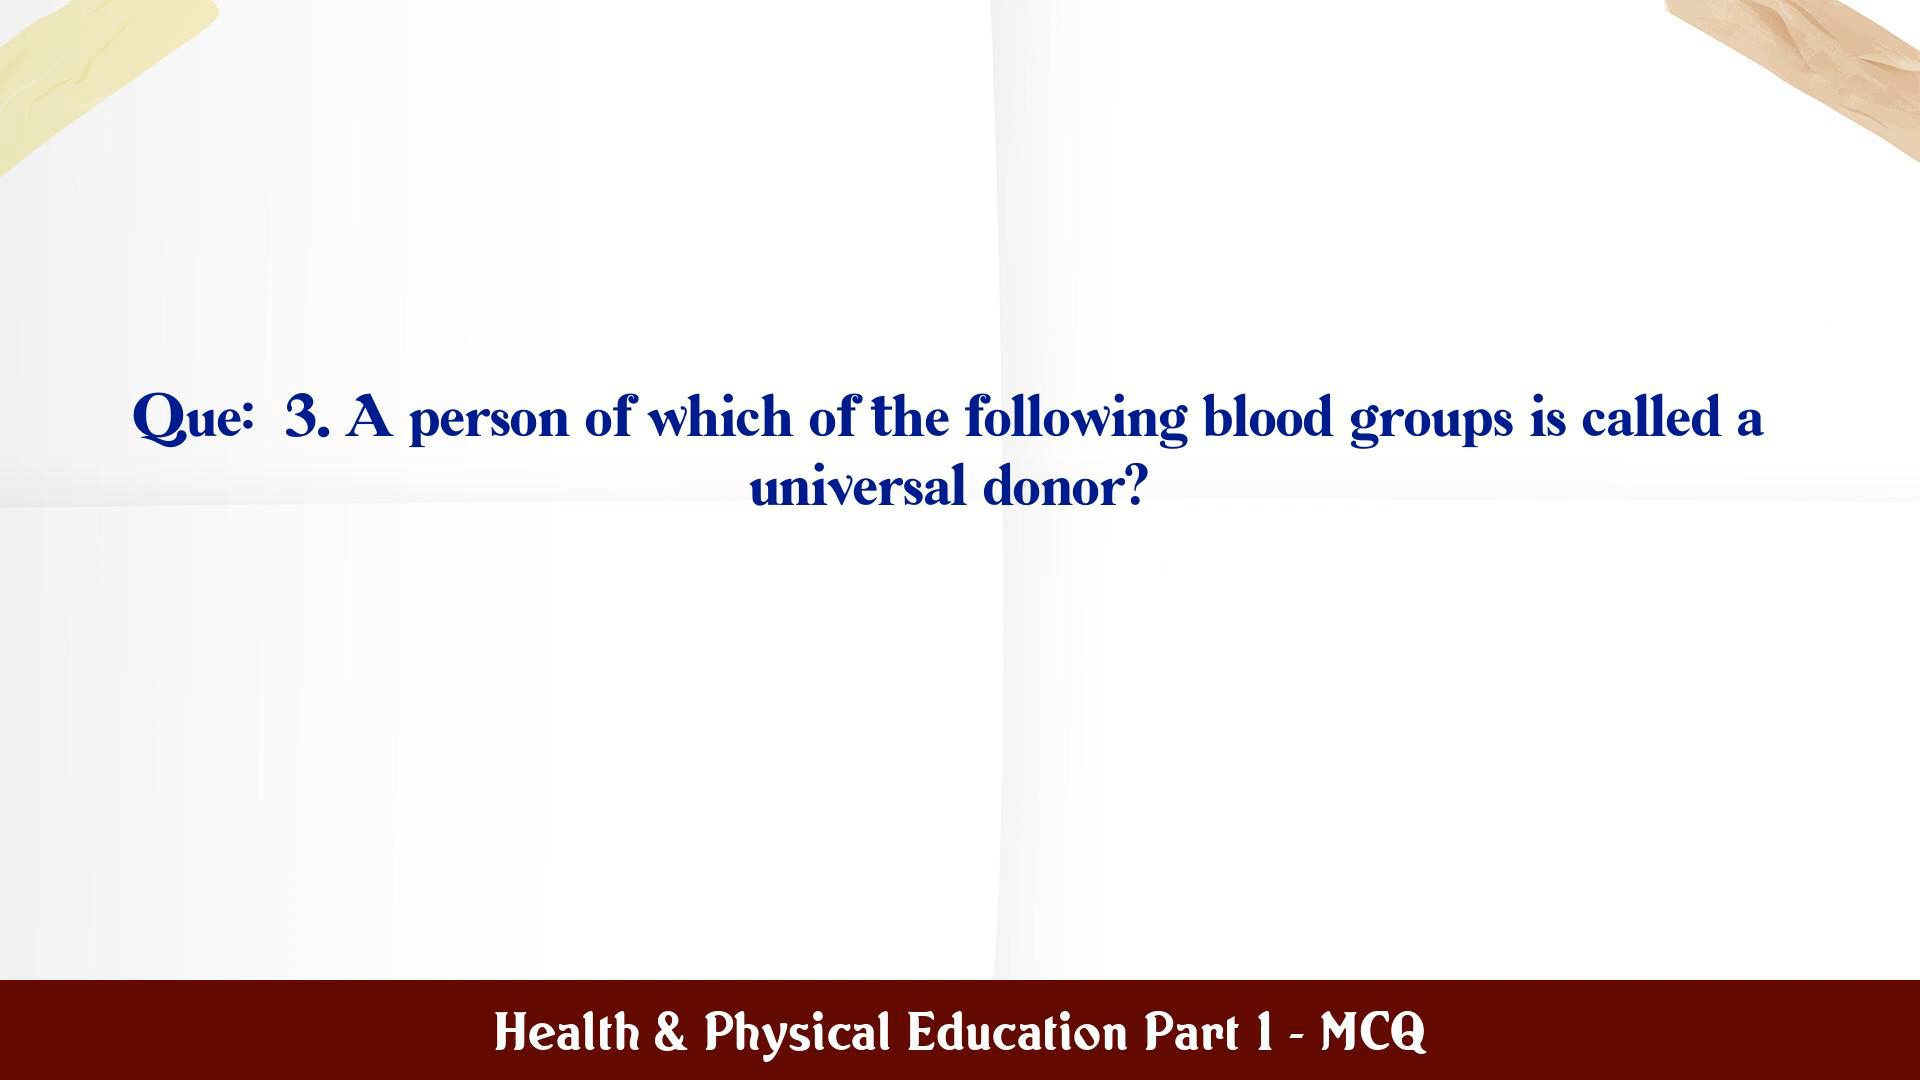 Que:  3. A person of which of the following blood groups is called a
universal donor?
Health & Physical Education Part 1 - MCQ